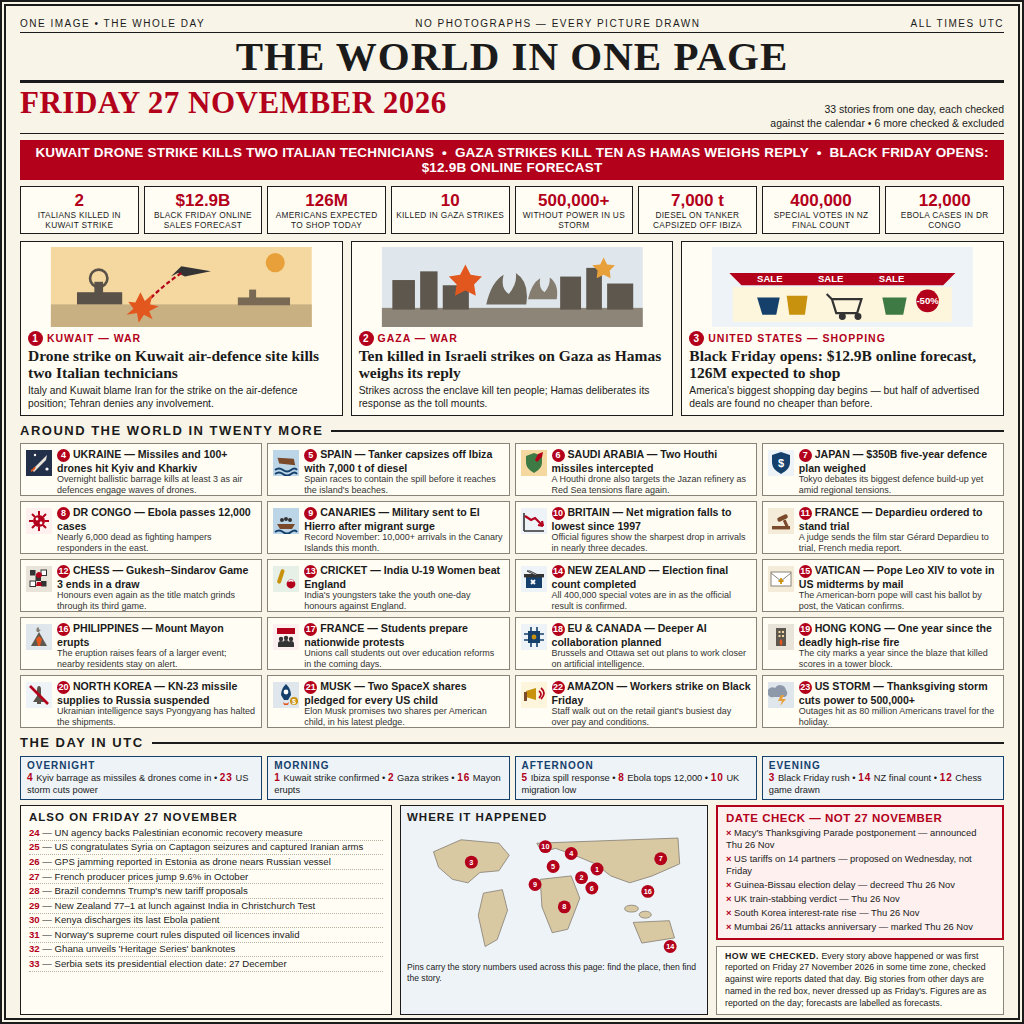 ONE IMAGE • THE WHOLE DAY
NO PHOTOGRAPHS — EVERY PICTURE DRAWN
ALL TIMES UTC
THE WORLD IN ONE PAGE
FRIDAY 27 NOVEMBER 2026
33 stories from one day, each checked
against the calendar • 6 more checked & excluded
KUWAIT DRONE STRIKE KILLS TWO ITALIAN TECHNICIANS • GAZA STRIKES KILL TEN AS HAMAS WEIGHS REPLY • BLACK FRIDAY OPENS:
$12.9B ONLINE FORECAST
2
ITALIANS KILLED IN
KUWAIT STRIKE
$12.9B
BLACK FRIDAY ONLINE
SALES FORECAST
126M
AMERICANS EXPECTED
TO SHOP TODAY
10
KILLED IN GAZA STRIKES
500,000+
WITHOUT POWER IN US
STORM
7,000 t
DIESEL ON TANKER
CAPSIZED OFF IBIZA
400,000
SPECIAL VOTES IN NZ
FINAL COUNT
12,000
EBOLA CASES IN DR
CONGO
1 KUWAIT — WAR
Drone strike on Kuwait air-defence site kills
two Italian technicians
Italy and Kuwait blame Iran for the strike on the air-defence
position; Tehran denies any involvement.
2 GAZA — WAR
Ten killed in Israeli strikes on Gaza as Hamas
weighs its reply
Strikes across the enclave kill ten people; Hamas deliberates its
response as the toll mounts.
SALE SALE SALE
-50%
3 UNITED STATES — SHOPPING
Black Friday opens: $12.9B online forecast,
126M expected to shop
America's biggest shopping day begins — but half of advertised
deals are found no cheaper than before.
AROUND THE WORLD IN TWENTY MORE
4 UKRAINE — Missiles and 100+
drones hit Kyiv and Kharkiv
Overnight ballistic barrage kills at least 3 as air
defences engage waves of drones.
5 SPAIN — Tanker capsizes off Ibiza
with 7,000 t of diesel
Spain races to contain the spill before it reaches
the island's beaches.
6 SAUDI ARABIA — Two Houthi
missiles intercepted
A Houthi drone also targets the Jazan refinery as
Red Sea tensions flare again.
$
7 JAPAN — $350B five-year defence
plan weighed
Tokyo debates its biggest defence build-up yet
amid regional tensions.
8 DR CONGO — Ebola passes 12,000
cases
Nearly 6,000 dead as fighting hampers
responders in the east.
9 CANARIES — Military sent to El
Hierro after migrant surge
Record November: 10,000+ arrivals in the Canary
Islands this month.
10 BRITAIN — Net migration falls to
lowest since 1997
Official figures show the sharpest drop in arrivals
in nearly three decades.
11 FRANCE — Depardieu ordered to
stand trial
A judge sends the film star Gérard Depardieu to
trial, French media report.
12 CHESS — Gukesh–Sindarov Game
3 ends in a draw
Honours even again as the title match grinds
through its third game.
13 CRICKET — India U-19 Women beat
England
India's youngsters take the youth one-day
honours against England.
14 NEW ZEALAND — Election final
count completed
All 400,000 special votes are in as the official
result is confirmed.
15 VATICAN — Pope Leo XIV to vote in
US midterms by mail
The American-born pope will cast his ballot by
post, the Vatican confirms.
16 PHILIPPINES — Mount Mayon
erupts
The eruption raises fears of a larger event;
nearby residents stay on alert.
17 FRANCE — Students prepare
nationwide protests
Unions call students out over education reforms
in the coming days.
18 EU & CANADA — Deeper AI
collaboration planned
Brussels and Ottawa set out plans to work closer
on artificial intelligence.
19 HONG KONG — One year since the
deadly high-rise fire
The city marks a year since the blaze that killed
scores in a tower block.
20 NORTH KOREA — KN-23 missile
supplies to Russia suspended
Ukrainian intelligence says Pyongyang has halted
the shipments.
$
21 MUSK — Two SpaceX shares
pledged for every US child
Elon Musk promises two shares per American
child, in his latest pledge.
22 AMAZON — Workers strike on Black
Friday
Staff walk out on the retail giant's busiest day
over pay and conditions.
23 US STORM — Thanksgiving storm
cuts power to 500,000+
Outages hit as 80 million Americans travel for the
holiday.
THE DAY IN UTC
OVERNIGHT
4 Kyiv barrage as missiles & drones come in • 23 US
storm cuts power
MORNING
1 Kuwait strike confirmed • 2 Gaza strikes • 16 Mayon
erupts
AFTERNOON
5 Ibiza spill response • 8 Ebola tops 12,000 • 10 UK
migration low
EVENING
3 Black Friday rush • 14 NZ final count • 12 Chess
game drawn
ALSO ON FRIDAY 27 NOVEMBER
24 — UN agency backs Palestinian economic recovery measure
25 — US congratulates Syria on Captagon seizures and captured Iranian arms
26 — GPS jamming reported in Estonia as drone nears Russian vessel
27 — French producer prices jump 9.6% in October
28 — Brazil condemns Trump's new tariff proposals
29 — New Zealand 77–1 at lunch against India in Christchurch Test
30 — Kenya discharges its last Ebola patient
31 — Norway's supreme court rules disputed oil licences invalid
32 — Ghana unveils 'Heritage Series' banknotes
33 — Serbia sets its presidential election date: 27 December
WHERE IT HAPPENED
10
4
3
7
5
1
2
9
6
16
8
14
Pins carry the story numbers used across this page: find the place, then find
the story.
DATE CHECK — NOT 27 NOVEMBER
× Macy's Thanksgiving Parade postponement — announced
Thu 26 Nov
× US tariffs on 14 partners — proposed on Wednesday, not
Friday
× Guinea-Bissau election delay — decreed Thu 26 Nov
× UK train-stabbing verdict — Thu 26 Nov
× South Korea interest-rate rise — Thu 26 Nov
× Mumbai 26/11 attacks anniversary — marked Thu 26 Nov
HOW WE CHECKED. Every story above happened or was first
reported on Friday 27 November 2026 in some time zone, checked
against wire reports dated that day. Big stories from other days are
named in the red box, never dressed up as Friday's. Figures are as
reported on the day; forecasts are labelled as forecasts.